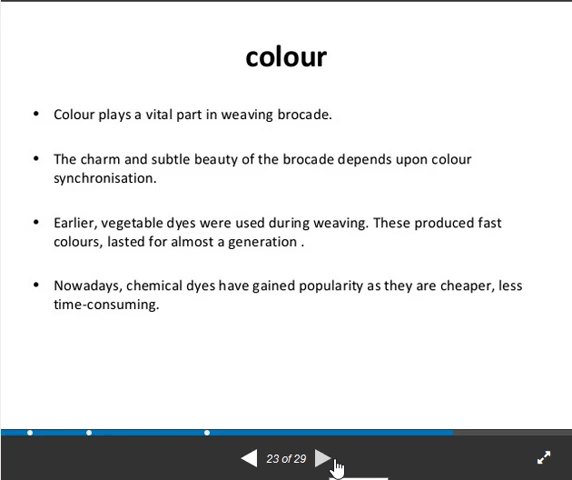 colour
• Colour plays a vital part in weaving brocade.
• The charm and subtle beauty of the brocade depends upon colour
synchronisation.
• Earlier, vegetable dyes were used during weaving. These produced fast
colours, lasted for almost a generation .
• Nowadays, chemical dyes have gained popularity as they are cheaper, less
time-consuming.
23 of 29